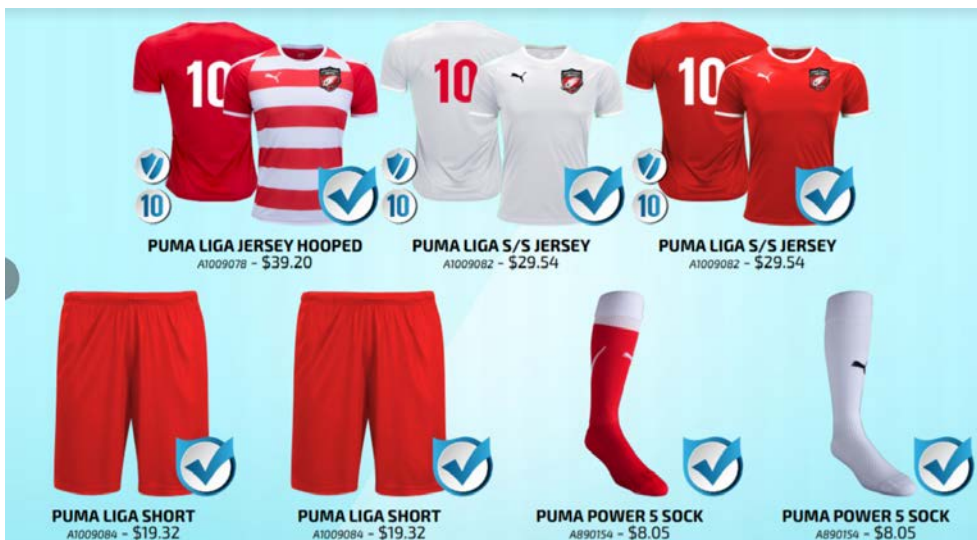 10
10
10
10
10
10
PUMA LIGA JERSEY HOOPED
A1009078 - $39.20
PUMA LIGA S/S JERSEY
A1009082 - $29.54
PUMA LIGA S/S JERSEY
A1009082 - $29.54
PUMA LIGA SHORT
A1009084 - $19.32
PUMA LIGA SHORT
A1009084 - $19.32
PUMA POWER 5 SOCK
A890154 - $8.05
PUMA POWER 5 SOCK
A890154 - $8.05